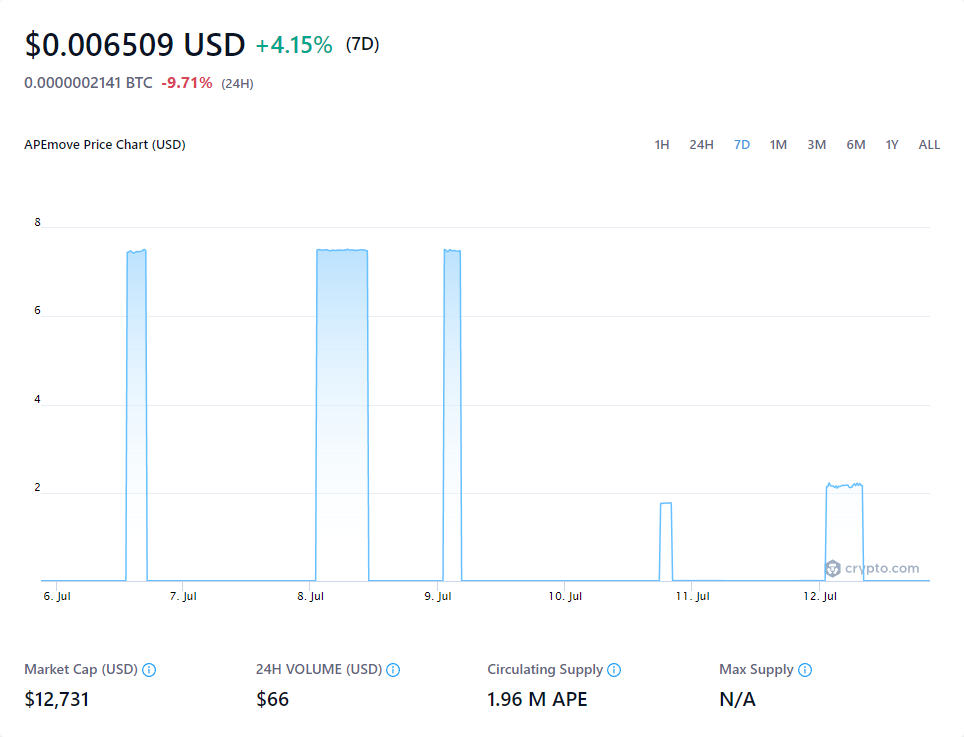 $0.006509 USD +4.15% (7D)
0.0000002141 BTC -9.71% (24H)
APEmove Price Chart (USD) 1H 24H 7D 1M 3M 6M 1Y ALL
8
6
4
2
crypto.com
6. Jul 7. Jul 8. Jul 9. Jul 10. Jul 11. Jul 12. Jul
Market Cap (USD) 24H VOLUME (USD) Circulating Supply Max Supply
$12,731 $66 1.96 M APE N/A